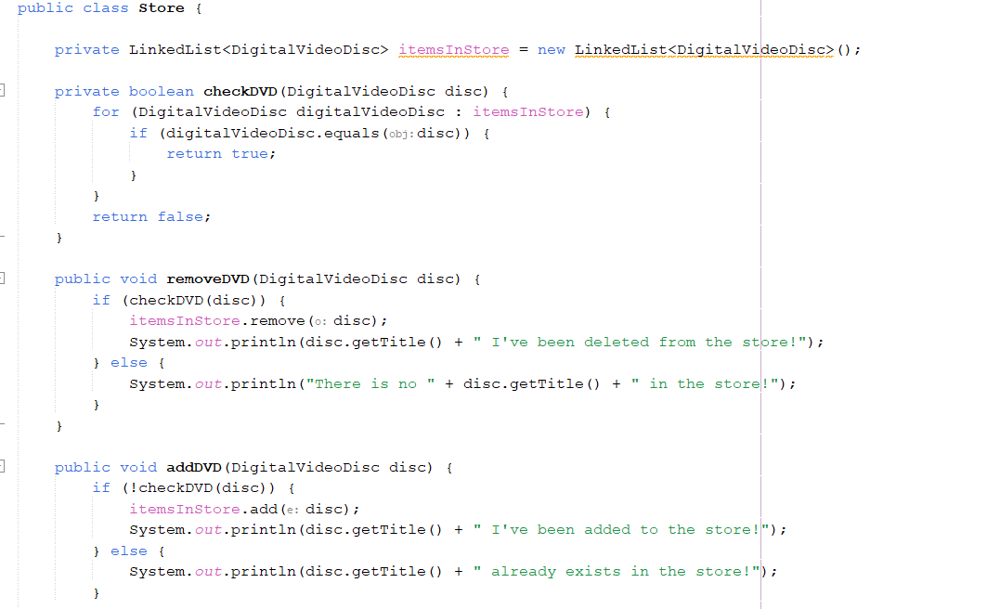 public class Store {
private LinkedList<DigitalVideoDisc> itemsInStore = new LinkedList<DigitalVideoDisc>();
private boolean checkDVD(DigitalVideoDisc disc) {
for (DigitalVideoDisc digitalVideoDisc : itemsInStore) {
if (digitalVideoDisc.equals(obj: disc)) {
return true;
}
}
return false;
}
public void removeDVD(DigitalVideoDisc disc) {
if (checkDVD(disc)) {
itemsInStore.remove(o: disc);
System.out.println(disc.getTitle() + " I've been deleted from the store!");
} else {
System.out.println("There is no " + disc.getTitle() + " in the store!");
}
}
public void addDVD(DigitalVideoDisc disc) {
if (!checkDVD(disc)) {
itemsInStore.add(e: disc);
System.out.println(disc.getTitle() + " I've been added to the store!");
} else {
System.out.println(disc.getTitle() + " already exists in the store!");
}